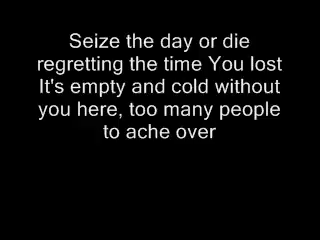 Seize the day or die
regretting the time You lost
It's empty and cold without
you here, too many people
to ache over